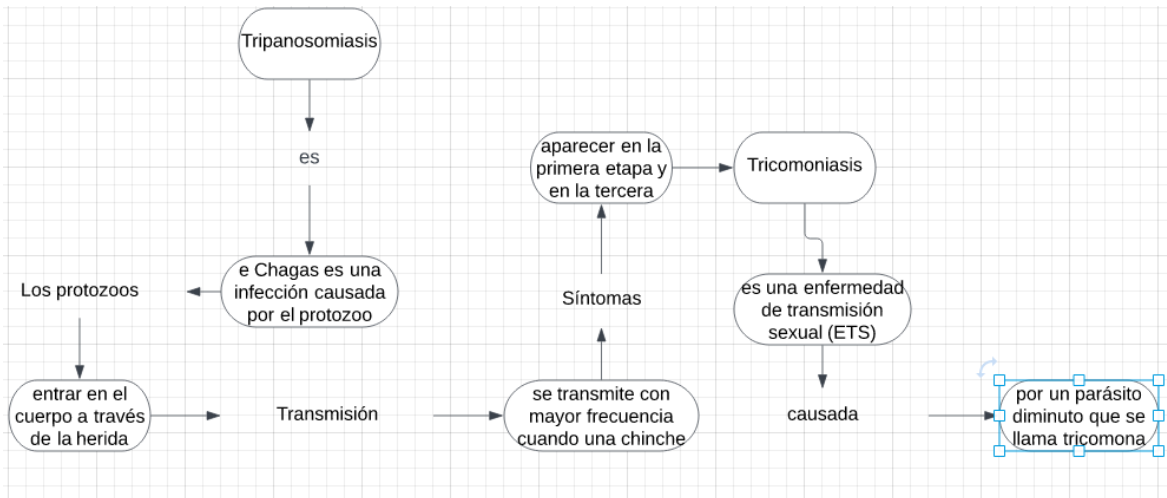 Tripanosomiasis
es
e Chagas es una
infección causada
por el protozoo
Los protozoos
entrar en el
cuerpo a través
de la herida
Transmisión
se transmite con
mayor frecuencia
cuando una chinche
Síntomas
aparecer en la
primera etapa y
en la tercera
Tricomoniasis
es una enfermedad
de transmisión
sexual (ETS)
causada
por un parásito
diminuto que se
llama tricomona